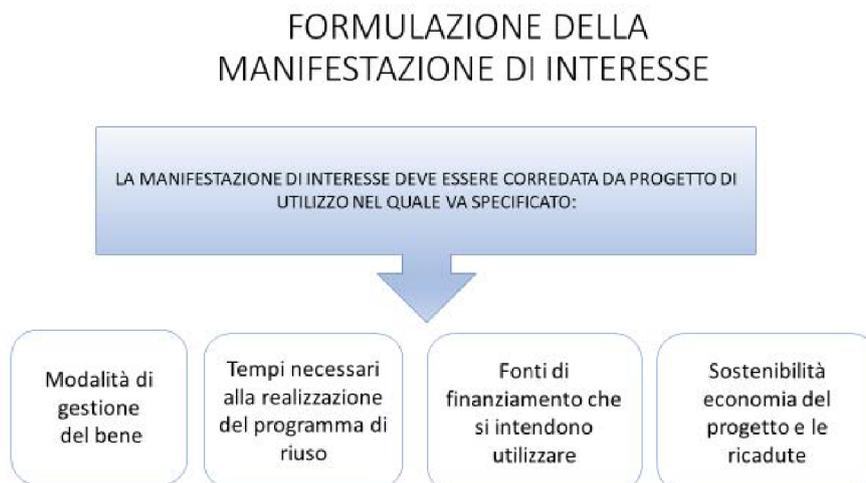 FORMULAZIONE DELLA
MANIFESTAZIONE DI INTERESSE
LA MANIFESTAZIONE DI INTERESSE DEVE ESSERE CORREDATA DA PROGETTO DI
UTILIZZO NEL QUALE VA SPECIFICATO:
Modalità di
gestione
del bene
Tempi necessari
alla realizzazione
del programma di
riuso
Fonti di
finanziamento che
si intendono
utilizzare
Sostenibilità
economia del
progetto e le
ricadute